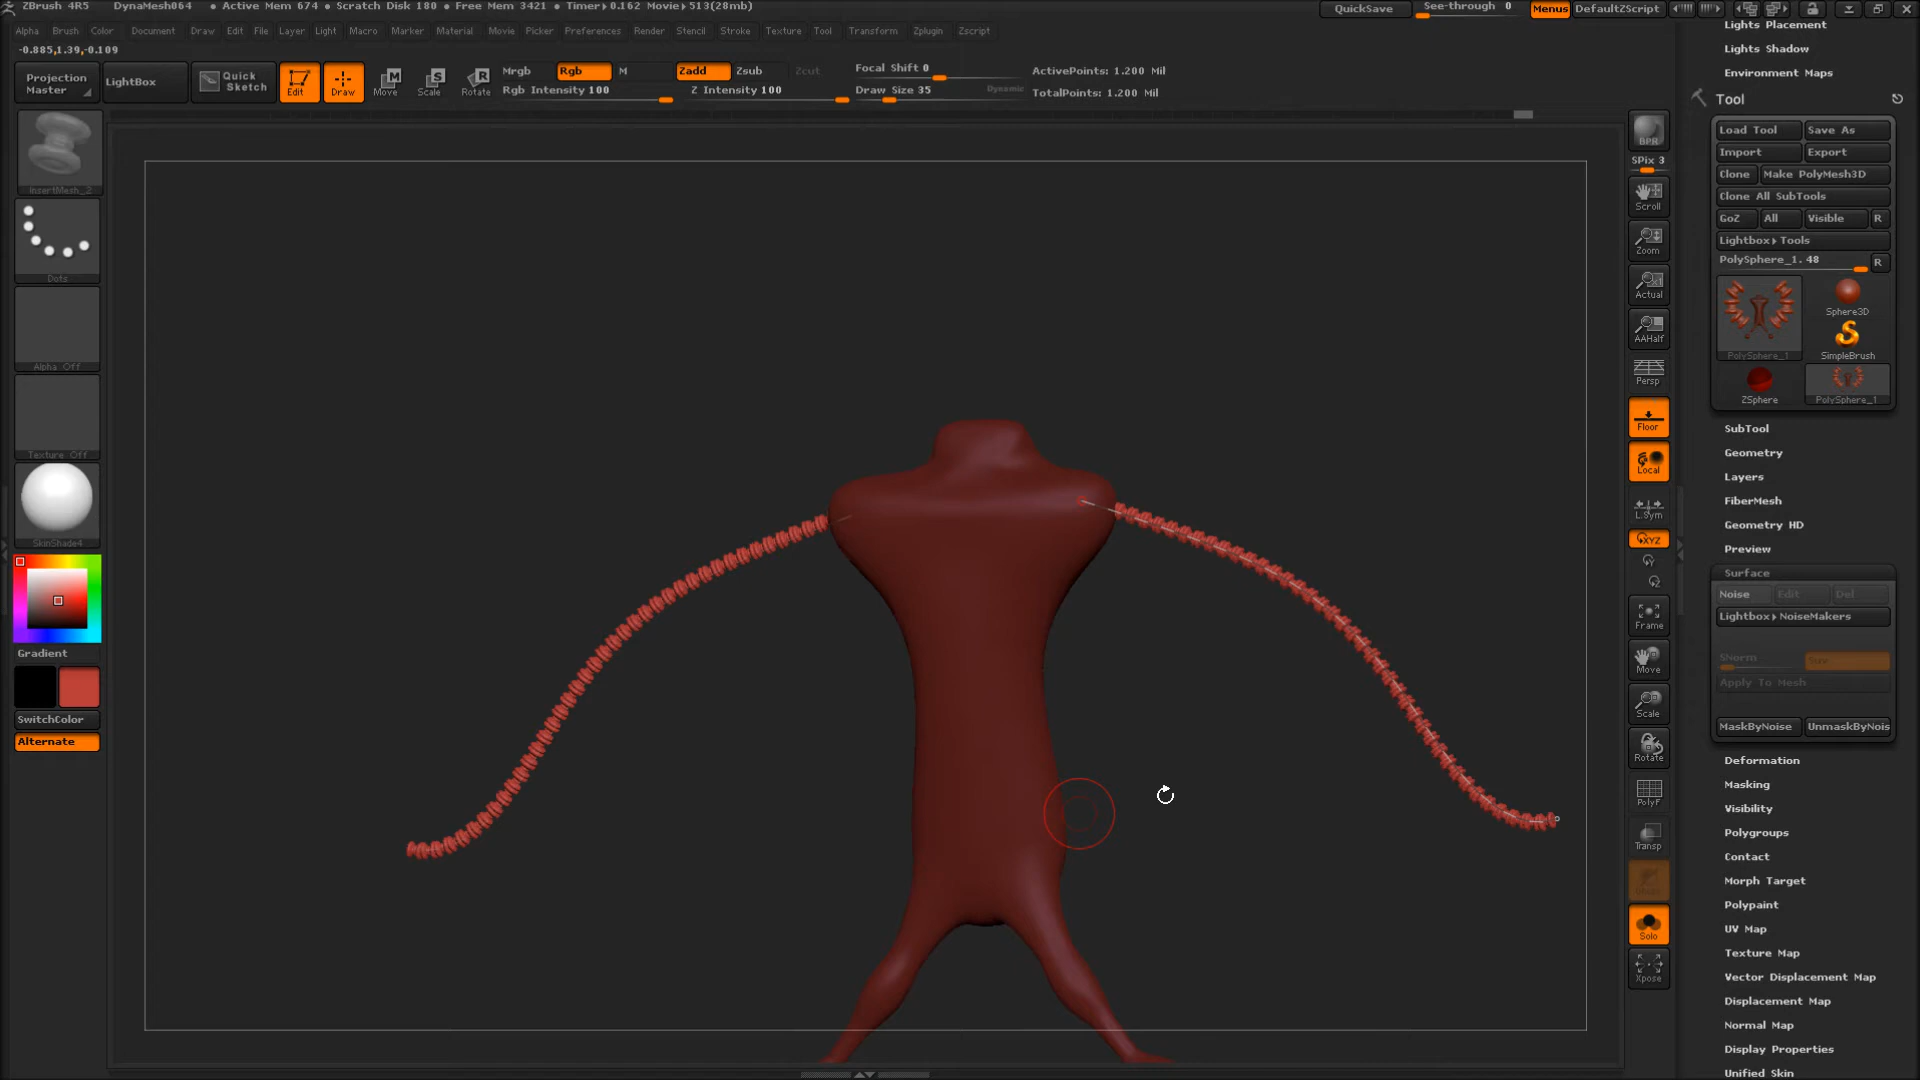 ZBrush 4R5 DynaMesh064 • Active Mem 674 • Scratch Disk 180 • Free Mem 3421 • Timer▸0.162 Movie▸513(28mb) QuickSave See-through 0 Menus DefaultZScript
Alpha Brush Color Document Draw Edit File Layer Light Macro Marker Material Movie Picker Preferences Render Stencil Stroke Texture Tool Transform Zplugin Zscript
-0.885,1.39,-0.109
Projection Master
LightBox
Quick Sketch
Edit
Draw
Move
Scale
Rotate
Mrgb Rgb M
Rgb Intensity 100
Zadd Zsub Zcut
Z Intensity 100
Focal Shift 0
Draw Size 35 Dynamic
ActivePoints: 1.200 Mil
TotalPoints: 1.200 Mil
InsertMesh_2
Dots
Alpha Off
Texture Off
SkinShade4
Gradient
SwitchColor
Alternate
BPR
SPix 3
Scroll
Zoom
Actual
AAHalf
Persp
Floor
Local
L.Sym
XYZ
Y
Z
Frame
Move
Scale
Rotate
PolyF
Transp
Solo
Xpose
Lights Placement
Lights Shadow
Environment Maps
Tool
Load Tool Save As
Import Export
Clone Make PolyMesh3D
Clone All SubTools
GoZ All Visible R
Lightbox▸Tools
PolySphere_1. 48 R
PolySphere_1
Sphere3D
SimpleBrush
ZSphere
PolySphere_1
SubTool
Geometry
Layers
FiberMesh
Geometry HD
Preview
Surface
Noise Edit Del
Lightbox▸NoiseMakers
SNorm
Apply To Mesh
MaskByNoise UnmaskByNois
Deformation
Masking
Visibility
Polygroups
Contact
Morph Target
Polypaint
UV Map
Texture Map
Vector Displacement Map
Displacement Map
Normal Map
Display Properties
Unified Skin